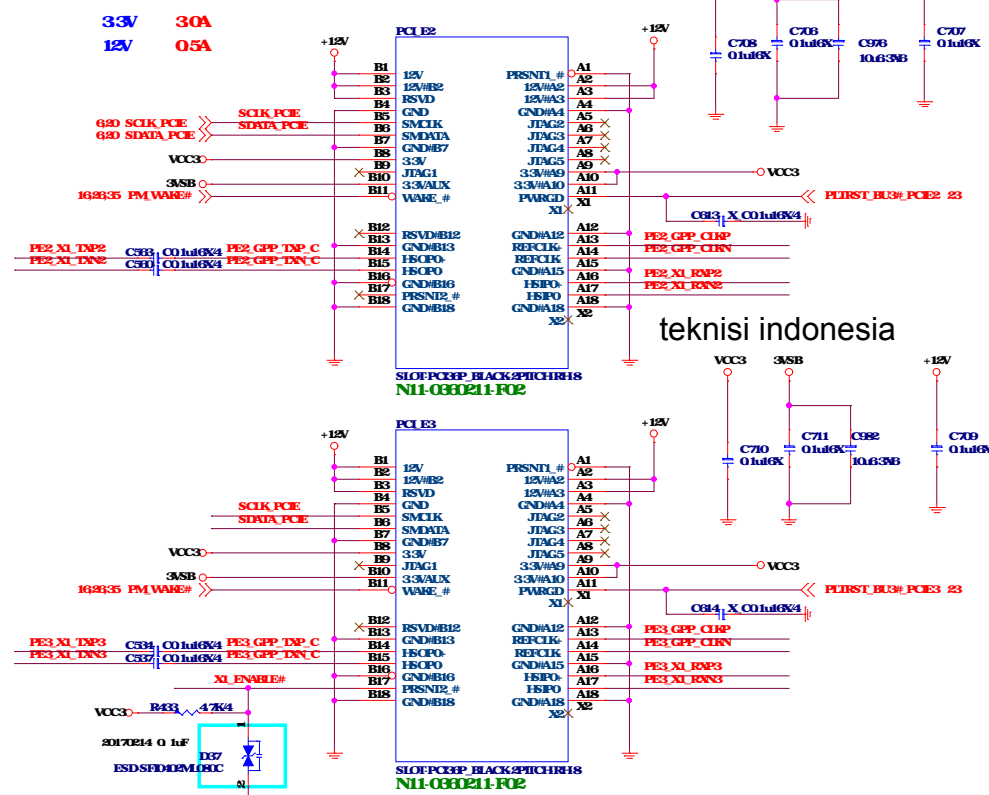 3.3V 3.0A
12V 0.5A
PCI_E2
+12V
+12V
B1 12V
B2 12V#B2
B3 RSVD
B4 GND
B5 SMCLK
B6 SMDATA
B7 GND#B7
B8 3.3V
B9 JTAG1
B10 3.3VAUX
B11 WAKE_#
B12 RSVD#B12
B13 GND#B13
B14 HSOP0+
B15 HSOP0
B16 GND#B16
B17 PRSNT2_#
B18 GND#B18
PRSNT1_# A1
12V#A2 A2
12V#A3 A3
GND#A4 A4
JTAG2 A5
JTAG3 A6
JTAG4 A7
JTAG5 A8
3.3V#A9 A9
3.3V#A10 A10
PWRGD A11
X1 X1
GND#A12 A12
REFCLK+ A13
REFCLK A14
GND#A15 A15
HSIP0+ A16
HSIP0 A17
GND#A18 A18
X2 X2
6,20 SCLK_PCIE SCLK_PCIE
6,20 SDATA_PCIE SDATA_PCIE
VCC3
3VSB
16,26,35 PM_WAKE#
PE2_X1_TXP2 C563 C0.1u16X4 PE2_GPP_TXP_C
PE2_X1_TXN2 C560 C0.1u16X4 PE2_GPP_TXN_C
VCC3
PLTRST_BU3#_PCIE2 23
C613 X_C0.1u16X4
PE2_GPP_CLKP
PE2_GPP_CLKN
PE2_X1_RXP2
PE2_X1_RXN2
SLOT-PCI36P_BLACK-2PITCH-RH-8
N11-0360211-F02
C708 0.1u16X
C706 0.1u16X
C976 10u6.3X6
C707 0.1u16X
teknisi indonesia
VCC3 3VSB +12V
C710 0.1u16X
C711 0.1u16X
C982 10u6.3X6
C709 0.1u16X
PCI_E3
+12V
+12V
B1 12V
B2 12V#B2
B3 RSVD
B4 GND
B5 SMCLK
B6 SMDATA
B7 GND#B7
B8 3.3V
B9 JTAG1
B10 3.3VAUX
B11 WAKE_#
B12 RSVD#B12
B13 GND#B13
B14 HSOP0+
B15 HSOP0
B16 GND#B16
B17 PRSNT2_#
B18 GND#B18
PRSNT1_# A1
12V#A2 A2
12V#A3 A3
GND#A4 A4
JTAG2 A5
JTAG3 A6
JTAG4 A7
JTAG5 A8
3.3V#A9 A9
3.3V#A10 A10
PWRGD A11
X1 X1
GND#A12 A12
REFCLK+ A13
REFCLK A14
GND#A15 A15
HSIP0+ A16
HSIP0 A17
GND#A18 A18
X2 X2
SCLK_PCIE
SDATA_PCIE
VCC3
3VSB
16,26,35 PM_WAKE#
PE3_X1_TXP3 C534 C0.1u16X4 PE3_GPP_TXP_C
PE3_X1_TXN3 C537 C0.1u16X4 PE3_GPP_TXN_C
X1_ENABLE#
VCC3 R433 4.7K/4
1
20170214 0.1uF
D37
ESD-SFI0402ML080C
2
VCC3
PLTRST_BU3#_PCIE3 23
C614 X_C0.1u16X4
PE3_GPP_CLKP
PE3_GPP_CLKN
PE3_X1_RXP3
PE3_X1_RXN3
SLOT-PCI36P_BLACK-2PITCH-RH-8
N11-0360211-F02